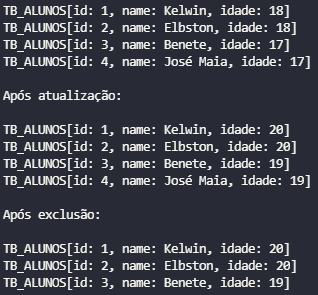 TB_ALUNOS[id: 1, name: Kelwin, idade: 18]
TB_ALUNOS[id: 2, name: Elbston, idade: 18]
TB_ALUNOS[id: 3, name: Benete, idade: 17]
TB_ALUNOS[id: 4, name: José Maia, idade: 17]
Após atualização:
TB_ALUNOS[id: 1, name: Kelwin, idade: 20]
TB_ALUNOS[id: 2, name: Elbston, idade: 20]
TB_ALUNOS[id: 3, name: Benete, idade: 19]
TB_ALUNOS[id: 4, name: José Maia, idade: 19]
Após exclusão:
TB_ALUNOS[id: 1, name: Kelwin, idade: 20]
TB_ALUNOS[id: 2, name: Elbston, idade: 20]
TB_ALUNOS[id: 3, name: Benete, idade: 19]